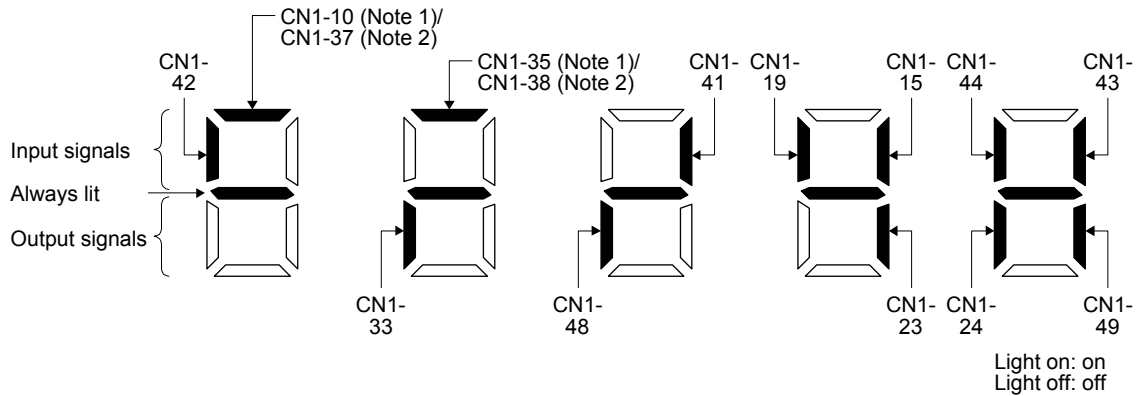 CN1-10 (Note 1)/
CN1-37 (Note 2)
CN1-
42
CN1-35 (Note 1)/
CN1-38 (Note 2)
CN1-
41
CN1-
19
CN1-
15
CN1-
44
CN1-
43
Input signals
Always lit
Output signals
CN1-
33
CN1-
48
CN1-
23
CN1-
24
CN1-
49
Light on: on
Light off: off